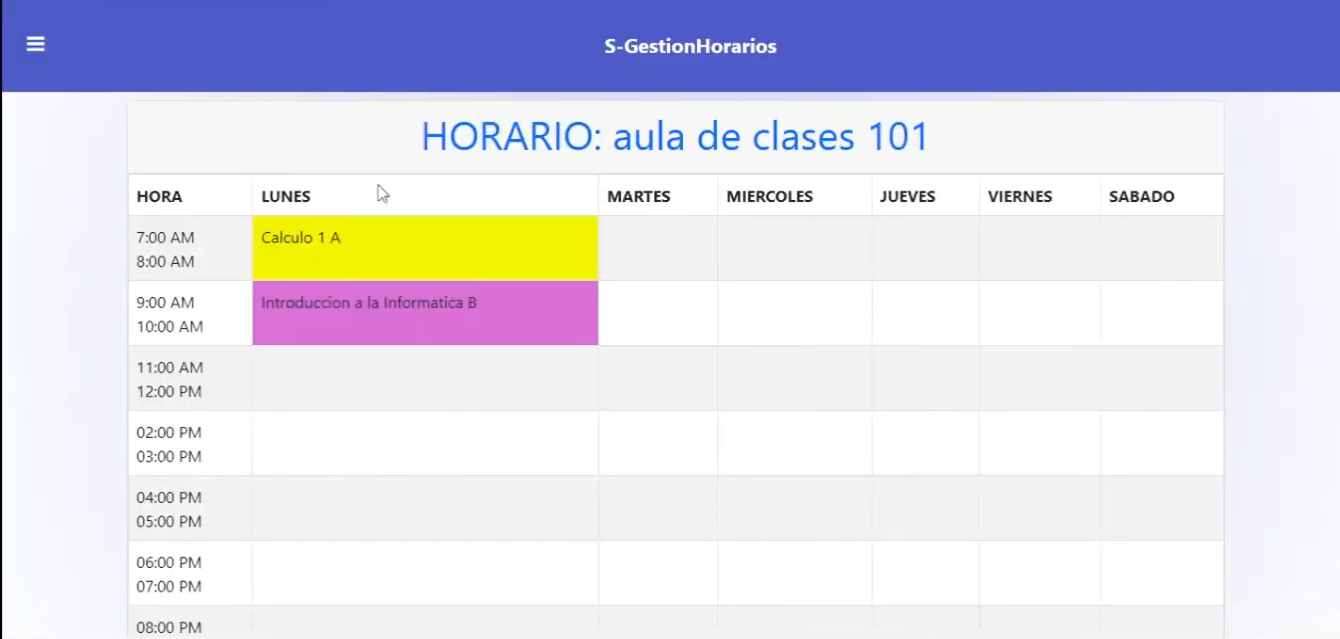 S-GestionHorarios
HORARIO: aula de clases 101
HORA LUNES MARTES MIERCOLES JUEVES VIERNES SABADO
7:00 AM Calculo 1 A
8:00 AM
9:00 AM Introduccion a la Informatica B
10:00 AM
11:00 AM
12:00 PM
02:00 PM
03:00 PM
04:00 PM
05:00 PM
06:00 PM
07:00 PM
08:00 PM